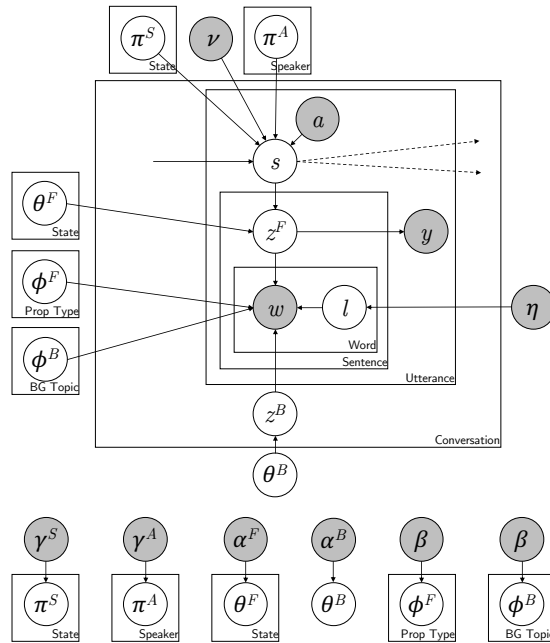 π^S ν π^A
State Speaker
a
s
θ^F z^F y
State
ϕ^F w l η
Prop Type
Word
ϕ^B Sentence
BG Topic Utterance
z^B
Conversation
θ^B
γ^S γ^A α^F α^B β β
π^S π^A θ^F θ^B ϕ^F ϕ^B
State Speaker State Prop Type BG Topic